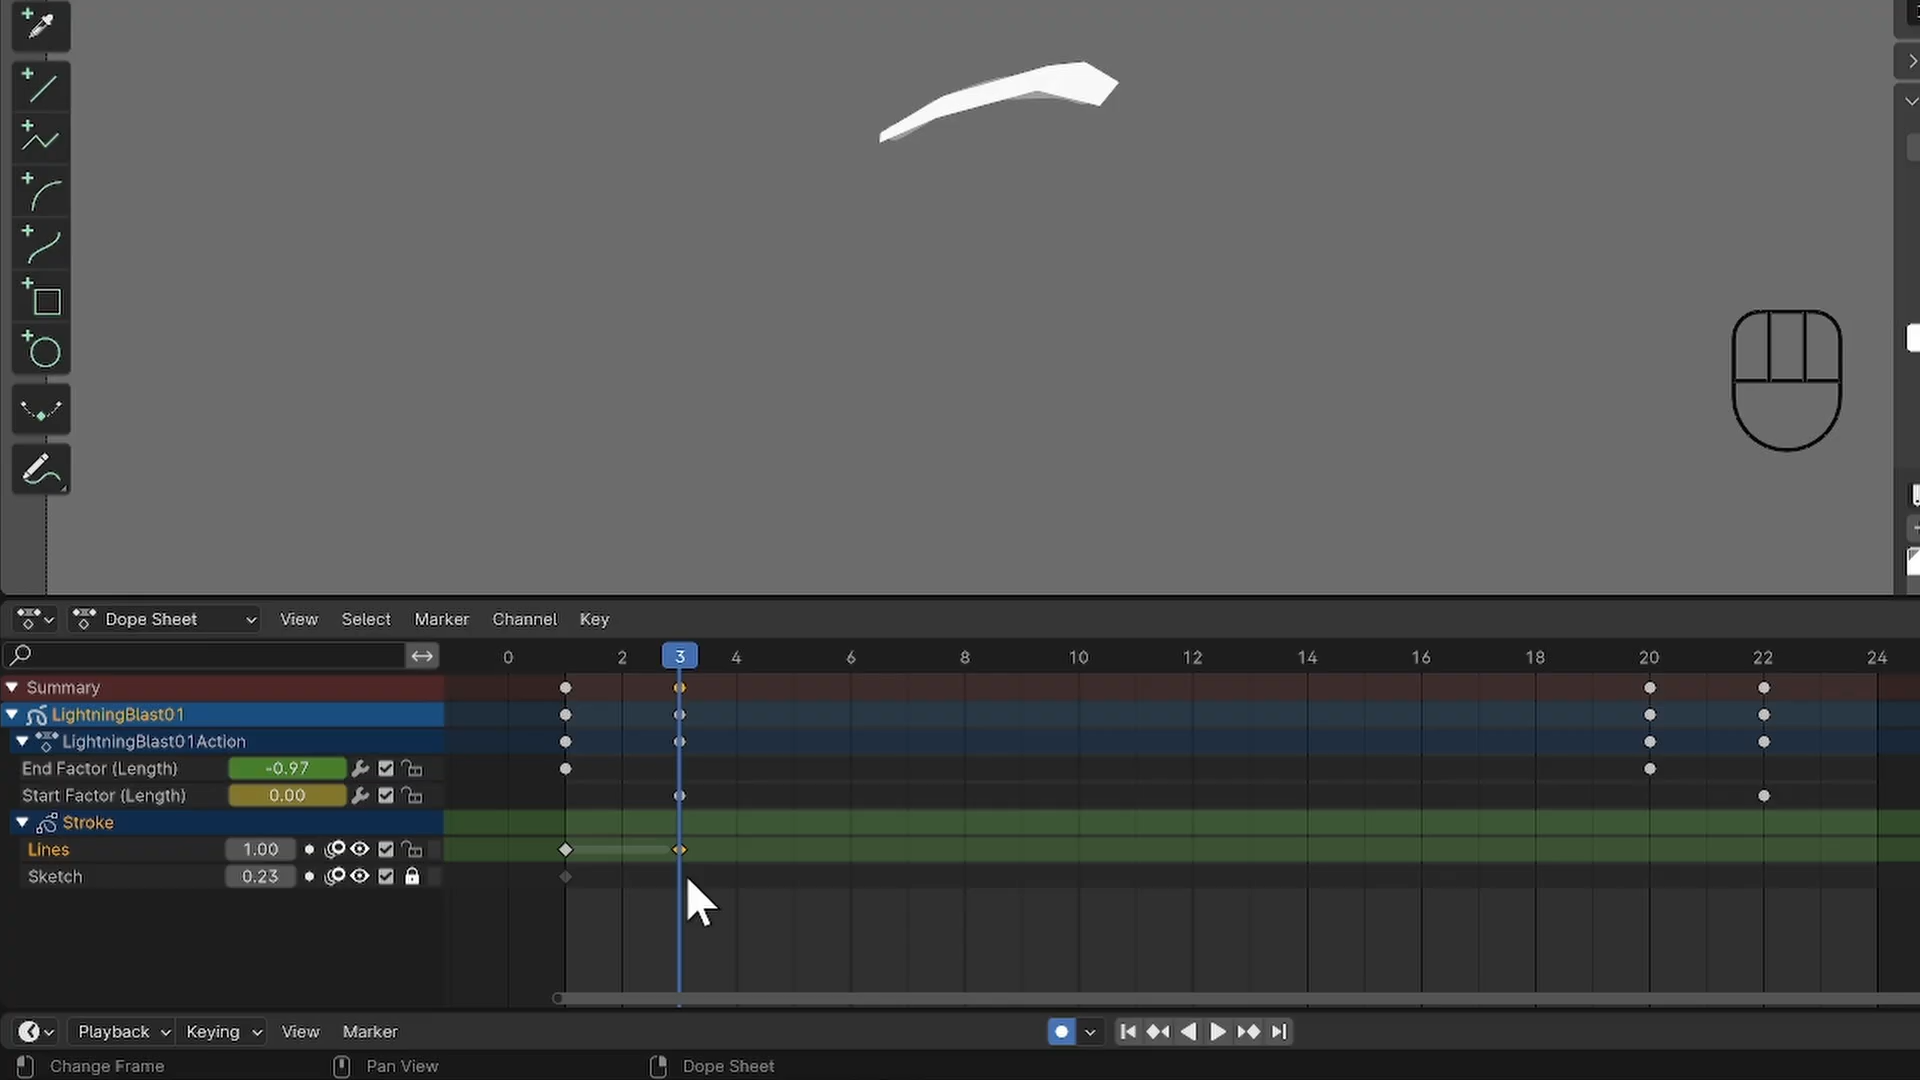 Dope Sheet View Select Marker Channel Key
0 2 3 4 6 8 10 12 14 16 18 20 22 24
Summary
LightningBlast01
LightningBlast01Action
End Factor (Length) -0.97
Start Factor (Length) 0.00
Stroke
Lines 1.00
Sketch 0.23
Playback Keying View Marker
Change Frame Pan View Dope Sheet